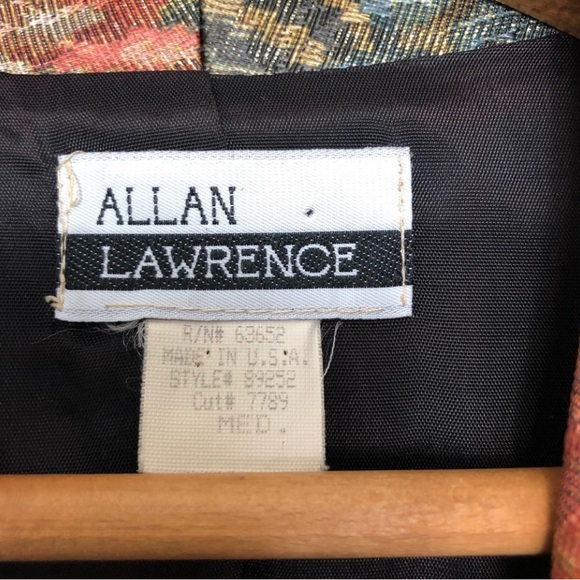 ALLAN
LAWRENCE
R/N# 63652
MADE IN U.S.A.
STYLE# 89252
Cut# 7789
MED.